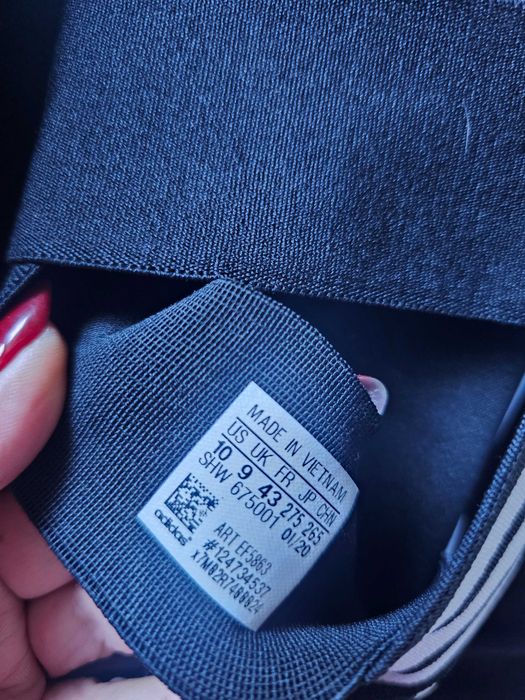 MADE IN VIETNAM
US UK FR JP CHN
10 9 43 275 265
SHW 675001 01/20
ART EF5863
#124734537
x7M82R7480824
adidas